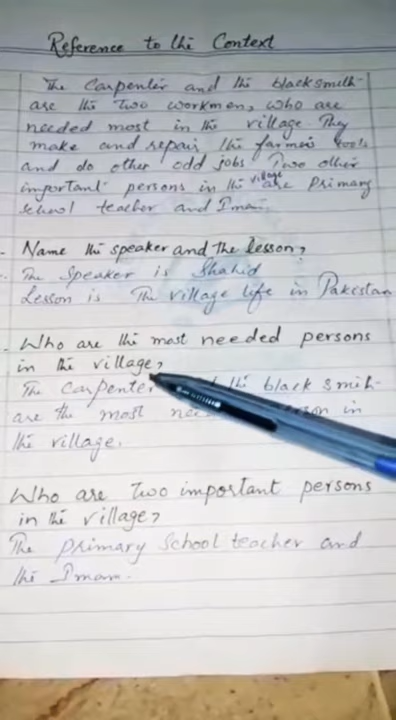 Reference to the Context
The Carpenter and the blacksmith
are the two workmen, who are
needed most in the village They
make and repair the farmers tools
and do other odd jobs Two other
important persons in the village are Primary
school teacher and Imam.
Name the speaker and the lesson?
The Speaker is Shahid
Lesson is The village life in Pakistan
Who are the most needed persons
in the village?
The Carpenter the black smith
are the most in
the village.
Who are Two important persons
in the village?
The primary School teacher and
the Imam.